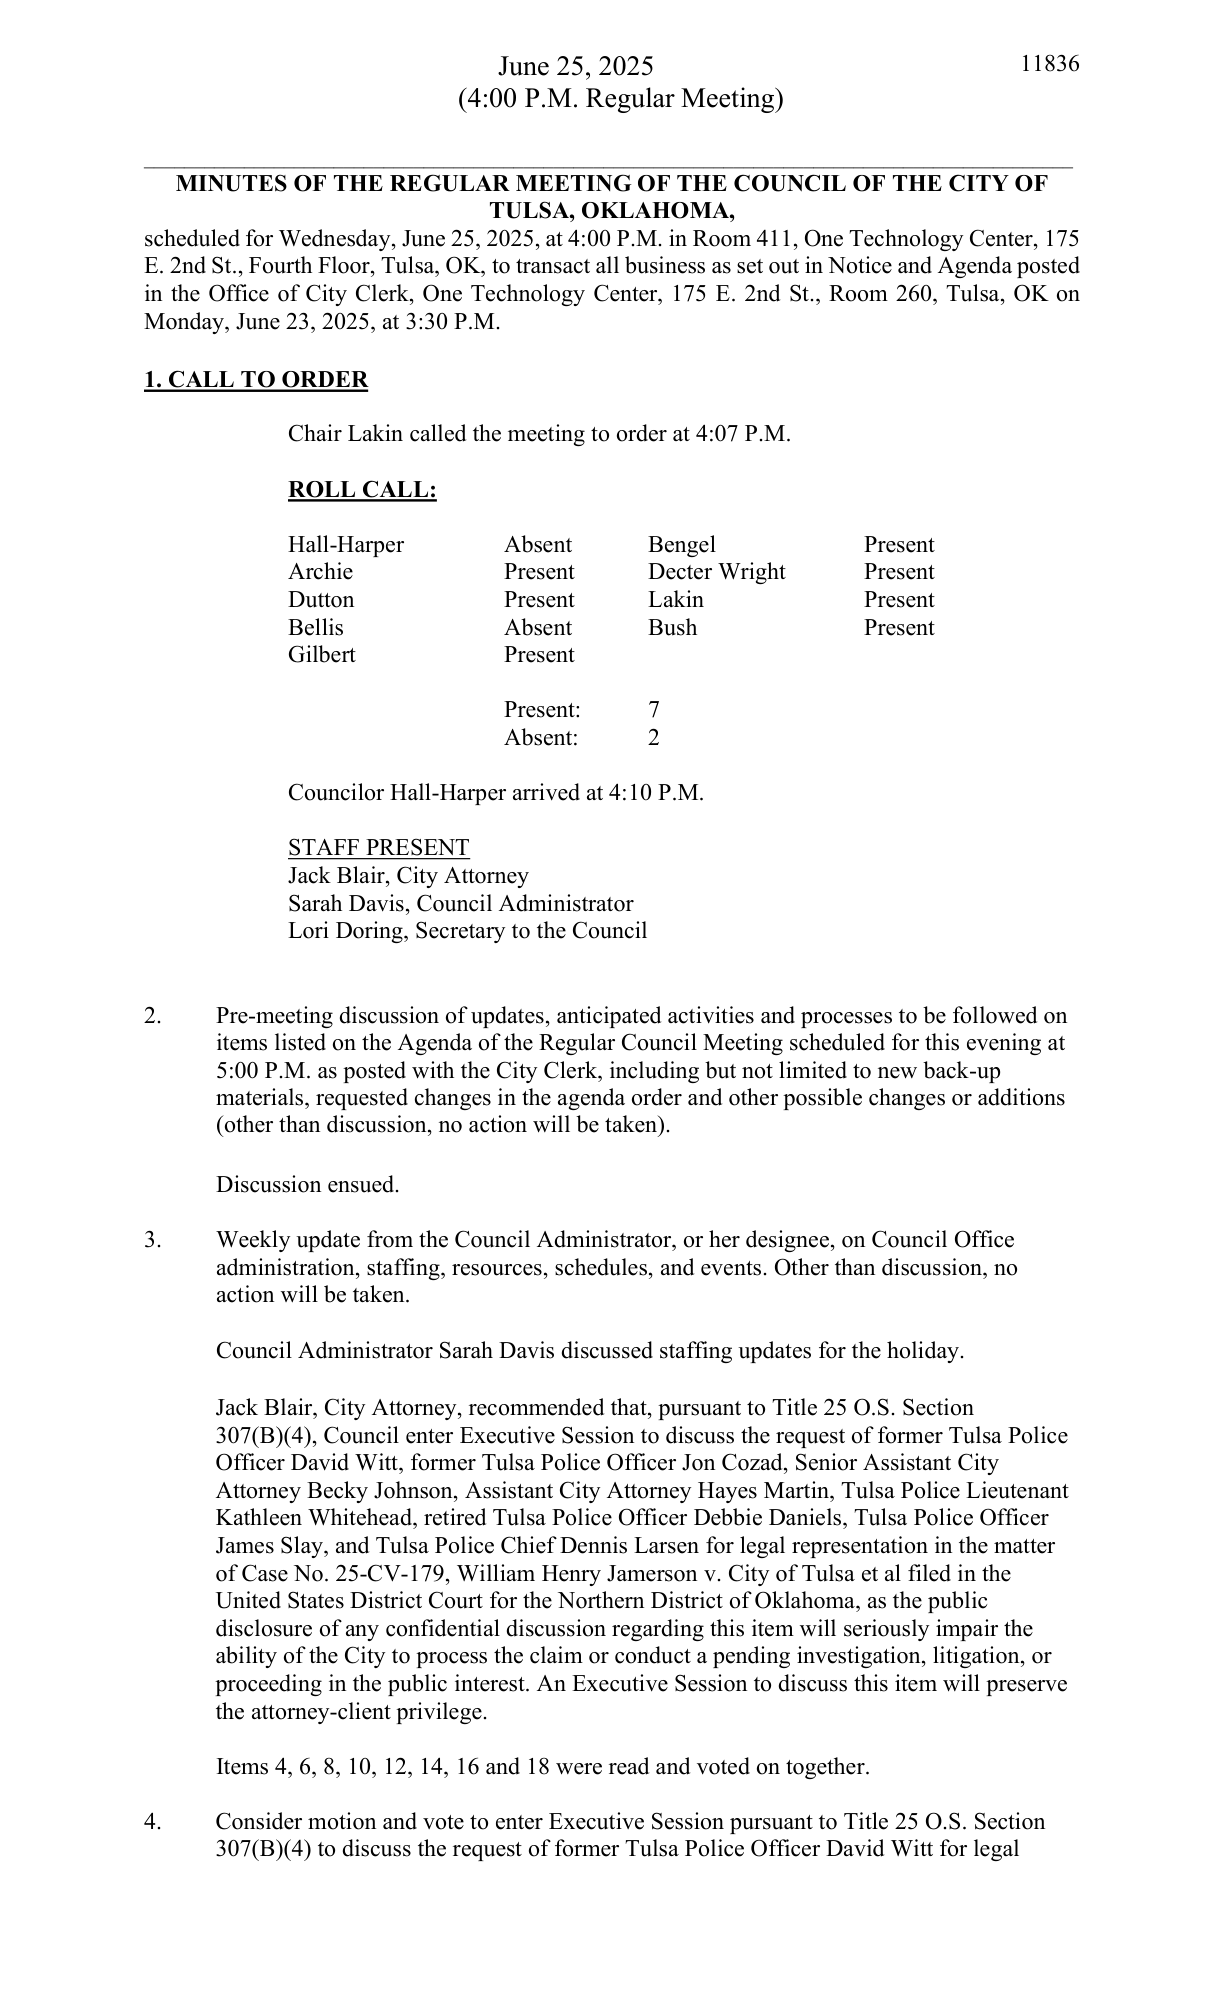 June 25, 2025
11836
(4:00 P.M. Regular Meeting)
MINUTES OF THE REGULAR MEETING OF THE COUNCIL OF THE CITY OF
TULSA, OKLAHOMA,
scheduled for Wednesday, June 25, 2025, at 4:00 P.M. in Room 411, One Technology Center, 175
E. 2nd St., Fourth Floor, Tulsa, OK, to transact all business as set out in Notice and Agenda posted
in the Office of City Clerk, One Technology Center, 175 E. 2nd St., Room 260, Tulsa, OK on
Monday, June 23, 2025, at 3:30 P.M.
1. CALL TO ORDER
Chair Lakin called the meeting to order at 4:07 P.M.
ROLL CALL:
Hall-Harper Absent Bengel Present
Archie Present Decter Wright Present
Dutton Present Lakin Present
Bellis Absent Bush Present
Gilbert Present
Present: 7
Absent: 2
Councilor Hall-Harper arrived at 4:10 P.M.
STAFF PRESENT
Jack Blair, City Attorney
Sarah Davis, Council Administrator
Lori Doring, Secretary to the Council
2. Pre-meeting discussion of updates, anticipated activities and processes to be followed on
items listed on the Agenda of the Regular Council Meeting scheduled for this evening at
5:00 P.M. as posted with the City Clerk, including but not limited to new back-up
materials, requested changes in the agenda order and other possible changes or additions
(other than discussion, no action will be taken).
Discussion ensued.
3. Weekly update from the Council Administrator, or her designee, on Council Office
administration, staffing, resources, schedules, and events. Other than discussion, no
action will be taken.
Council Administrator Sarah Davis discussed staffing updates for the holiday.
Jack Blair, City Attorney, recommended that, pursuant to Title 25 O.S. Section
307(B)(4), Council enter Executive Session to discuss the request of former Tulsa Police
Officer David Witt, former Tulsa Police Officer Jon Cozad, Senior Assistant City
Attorney Becky Johnson, Assistant City Attorney Hayes Martin, Tulsa Police Lieutenant
Kathleen Whitehead, retired Tulsa Police Officer Debbie Daniels, Tulsa Police Officer
James Slay, and Tulsa Police Chief Dennis Larsen for legal representation in the matter
of Case No. 25-CV-179, William Henry Jamerson v. City of Tulsa et al filed in the
United States District Court for the Northern District of Oklahoma, as the public
disclosure of any confidential discussion regarding this item will seriously impair the
ability of the City to process the claim or conduct a pending investigation, litigation, or
proceeding in the public interest. An Executive Session to discuss this item will preserve
the attorney-client privilege.
Items 4, 6, 8, 10, 12, 14, 16 and 18 were read and voted on together.
4. Consider motion and vote to enter Executive Session pursuant to Title 25 O.S. Section
307(B)(4) to discuss the request of former Tulsa Police Officer David Witt for legal